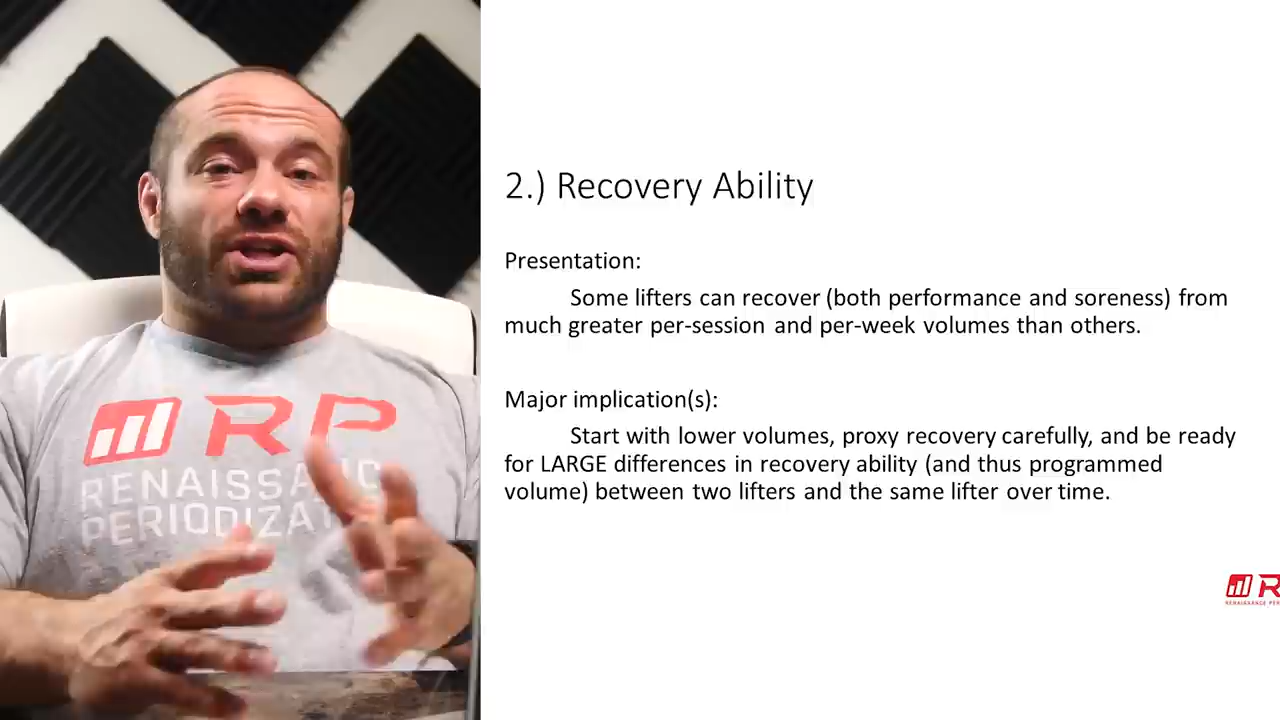 RP
RENAISSANC
PERIODIZAT
2.) Recovery Ability
Presentation:
Some lifters can recover (both performance and soreness) from
much greater per-session and per-week volumes than others.
Major implication(s):
Start with lower volumes, proxy recovery carefully, and be ready
for LARGE differences in recovery ability (and thus programmed
volume) between two lifters and the same lifter over time.
R
RENAISSANCE PER